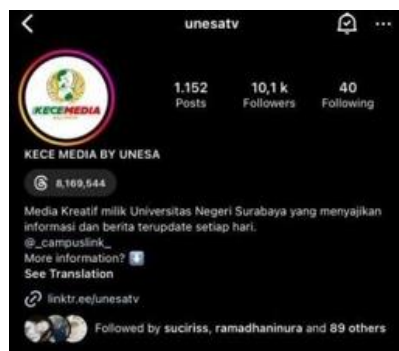 unesatv
1.152 10,1 k 40
Posts Followers Following
KECEMEDIA
KECE MEDIA BY UNESA
8,169,544
Media Kreatif milik Universitas Negeri Surabaya yang menyajikan
informasi dan berita terupdate setiap hari.
@_campuslink_
More information?
See Translation
linktr.ee/unesatv
Followed by suciriss, ramadhaninura and 89 others